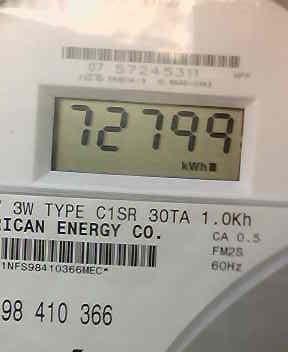 07 57245311
72799
kWh
3W TYPE C1SR 30TA 1.0Kh
RICAN ENERGY CO.
CA 0.5
FM2S
1NFS98410366MEC*
60Hz
98 410 366